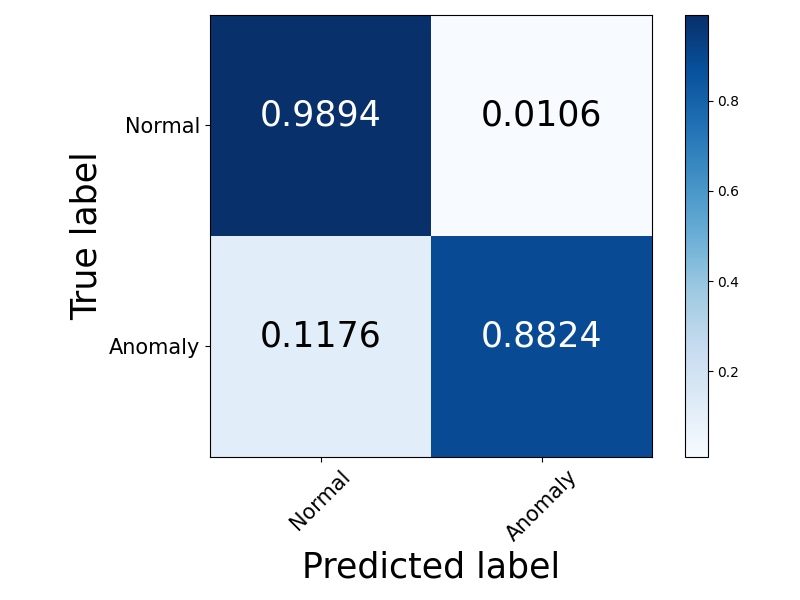 True label
Normal
Anomaly
0.9894
0.0106
0.1176
0.8824
Normal
Anomaly
Predicted label
0.8
0.6
0.4
0.2